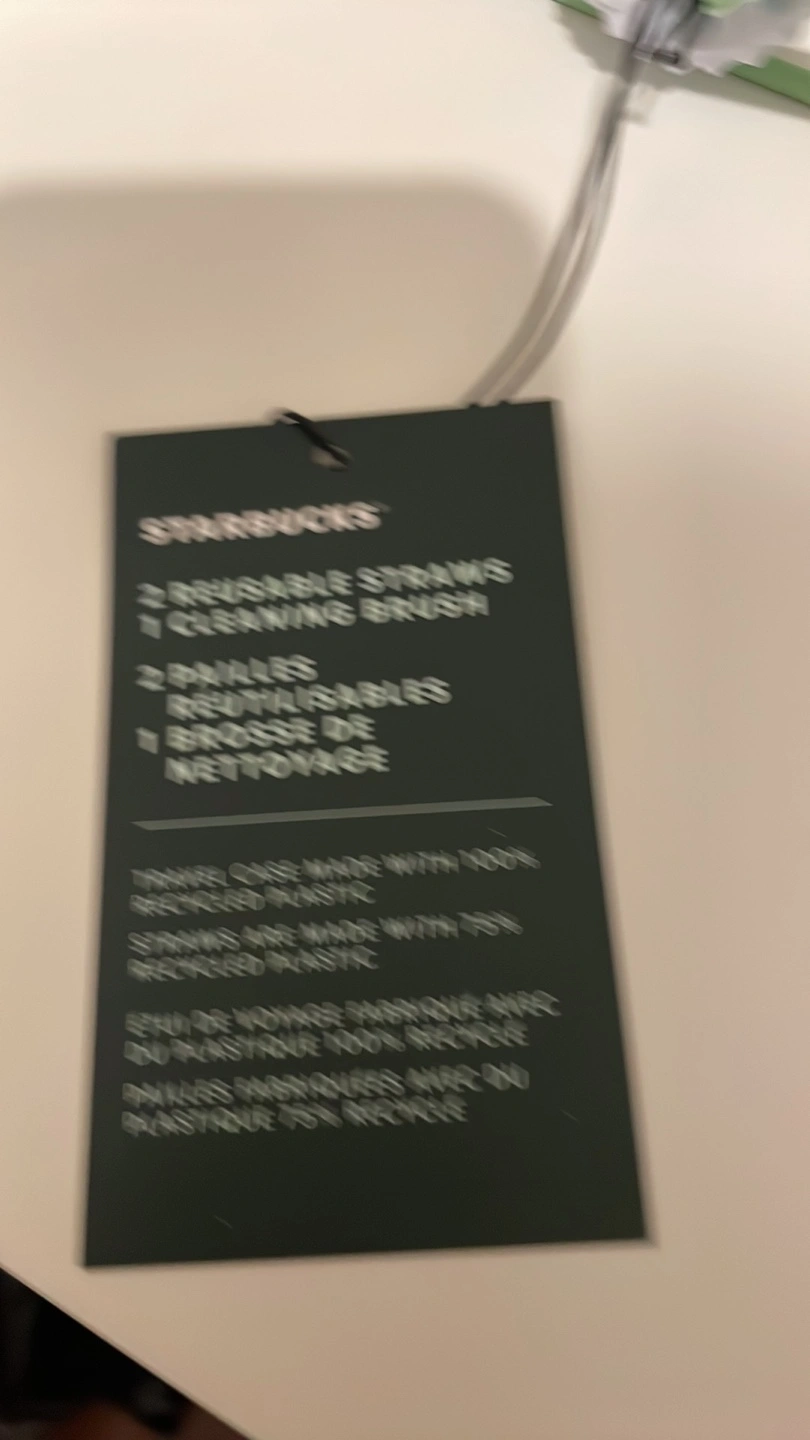 STARBUCKS
2 REUSABLE STRAWS
1 CLEANING BRUSH
2 PAILLES
RÉUTILISABLES
1 BROSSE DE
NETTOYAGE
TRAVEL CASE MADE WITH 100%
RECYCLED PLASTIC
STRAWS ARE MADE WITH 75%
RECYCLED PLASTIC
ÉTUI DE VOYAGE FABRIQUÉ AVEC
DU PLASTIQUE 100% RECYCLÉ
PAILLES FABRIQUÉES AVEC DU
PLASTIQUE 75% RECYCLÉ